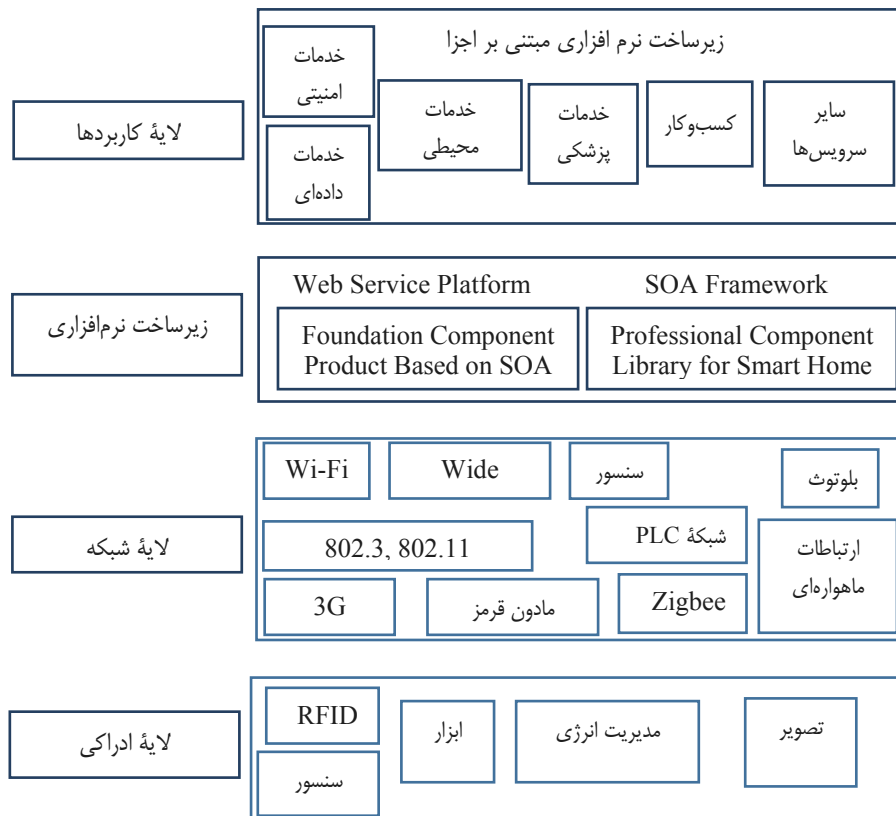 زیرساخت نرم افزاری مبتنی بر اجزا
لایهٔ کاربردها
خدمات
امنیتی
خدمات
داده‌ای
خدمات
محیطی
خدمات
پزشکی
کسب‌وکار
سایر
سرویس‌ها
زیرساخت نرم‌افزاری
Web Service Platform
SOA Framework
Foundation Component
Product Based on SOA
Professional Component
Library for Smart Home
لایهٔ شبکه
Wi-Fi
Wide
سنسور
بلوتوث
802.3, 802.11
شبکهٔ PLC
ارتباطات
ماهواره‌ای
3G
مادون قرمز
Zigbee
لایهٔ ادراکی
RFID
سنسور
ابزار
مدیریت انرژی
تصویر